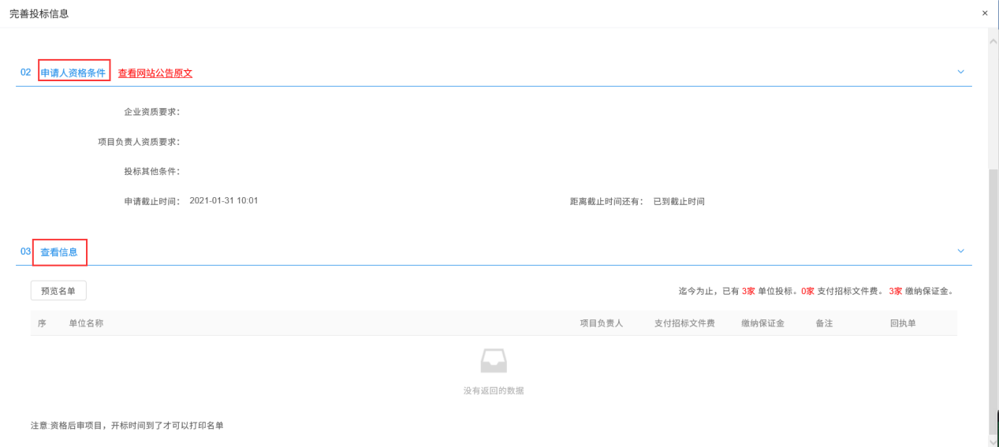 完善投标信息 ×
02 申请人资格条件 查看网站公告原文
企业资质要求：
项目负责人资质要求：
投标其他条件：
申请截止时间： 2021-01-31 10:01 距离截止时间还有： 已到截止时间
03 查看信息
预览名单 迄今为止，已有 3家 单位投标。0家 支付招标文件费。 3家 缴纳保证金。
序 单位名称 项目负责人 支付招标文件费 缴纳保证金 备注 回执单
没有返回的数据
注意:资格后审项目，开标时间到了才可以打印名单